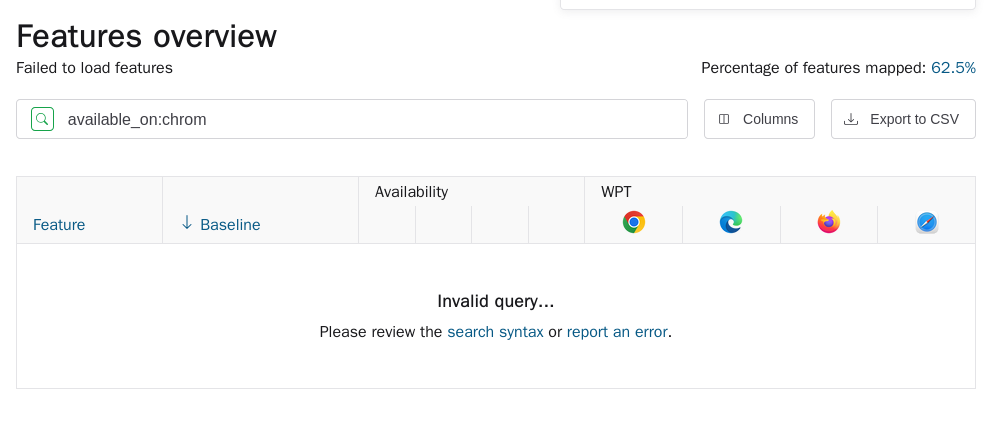 Features overview
Failed to load features
Percentage of features mapped: 62.5%
available_on:chrom
Columns
Export to CSV
Availability
WPT
Feature
Baseline
Invalid query...
Please review the search syntax or report an error.